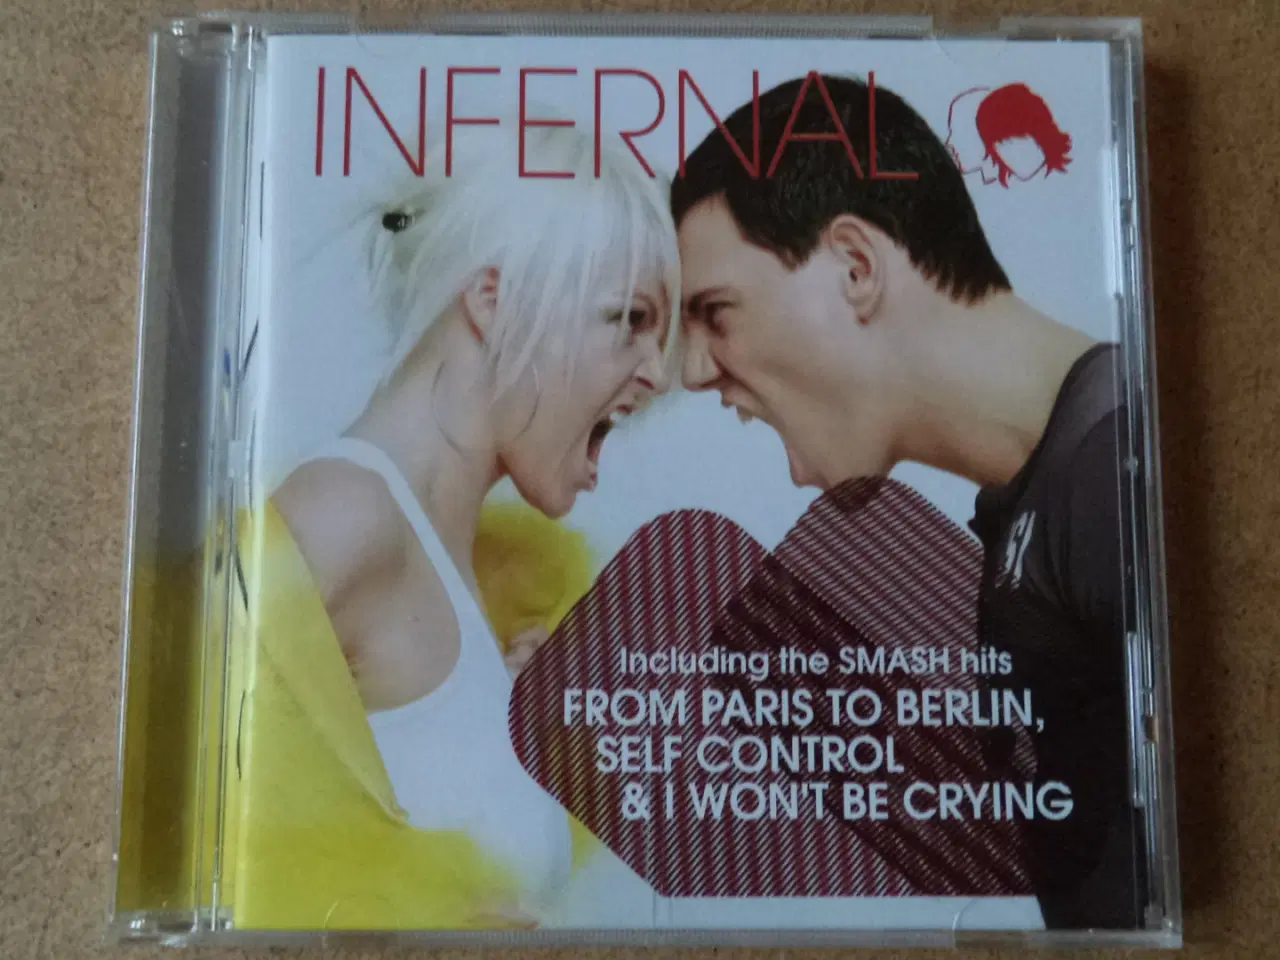 INFERNAL
Including the SMASH hits
FROM PARIS TO BERLIN,
SELF CONTROL
& I WON'T BE CRYING